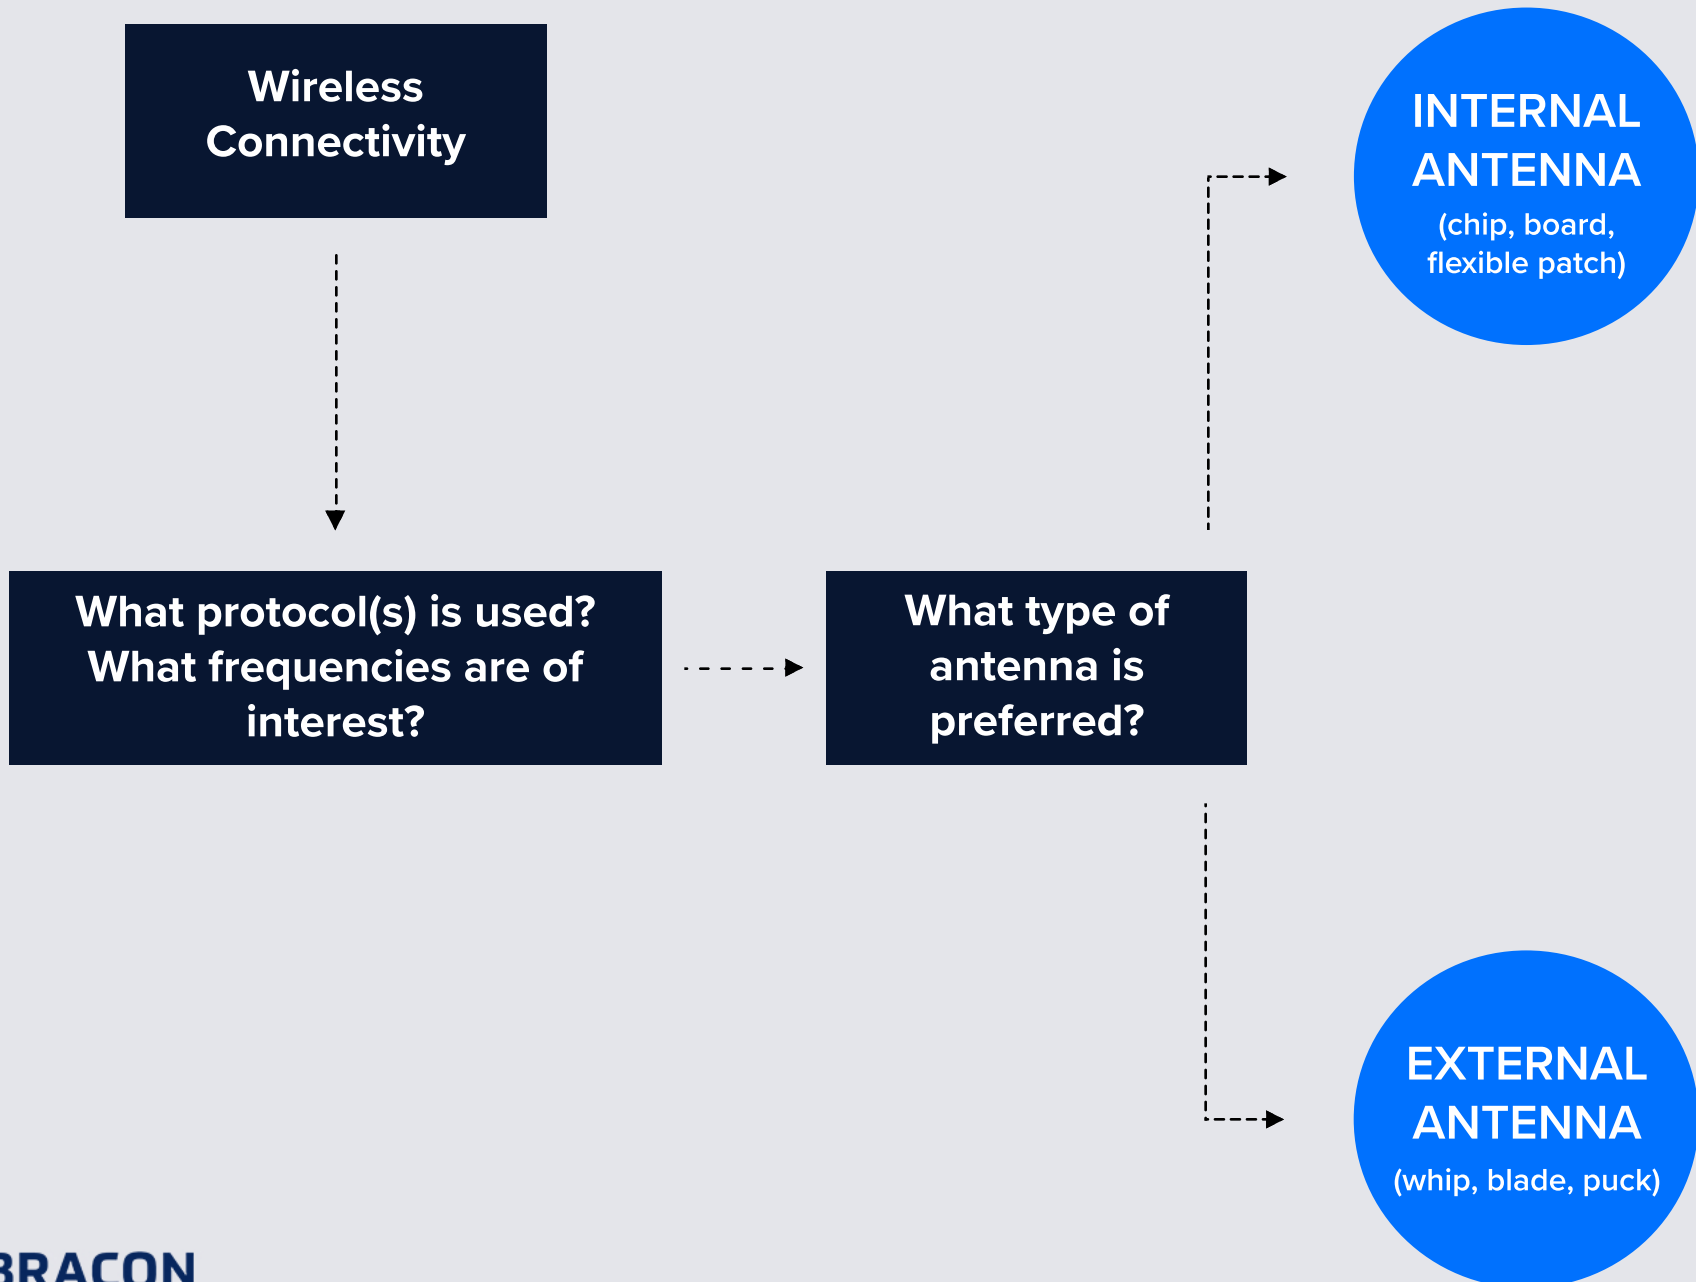 Wireless
Connectivity
INTERNAL
ANTENNA
(chip, board,
flexible patch)
What protocol(s) is used?
What frequencies are of
interest?
What type of
antenna is
preferred?
EXTERNAL
ANTENNA
(whip, blade, puck)
BRACON